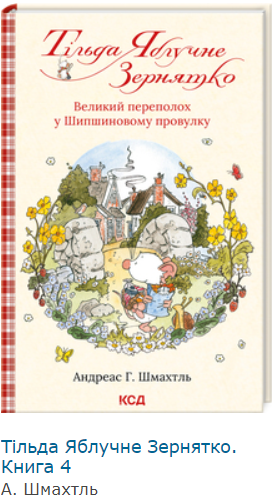 Тільда Яблучне
Зернятко
Великий переполох
у Шипшиновому провулку
Андреас Г. Шмахтль
КСД
Тільда Яблучне Зернятко.
Книга 4
А. Шмахтль